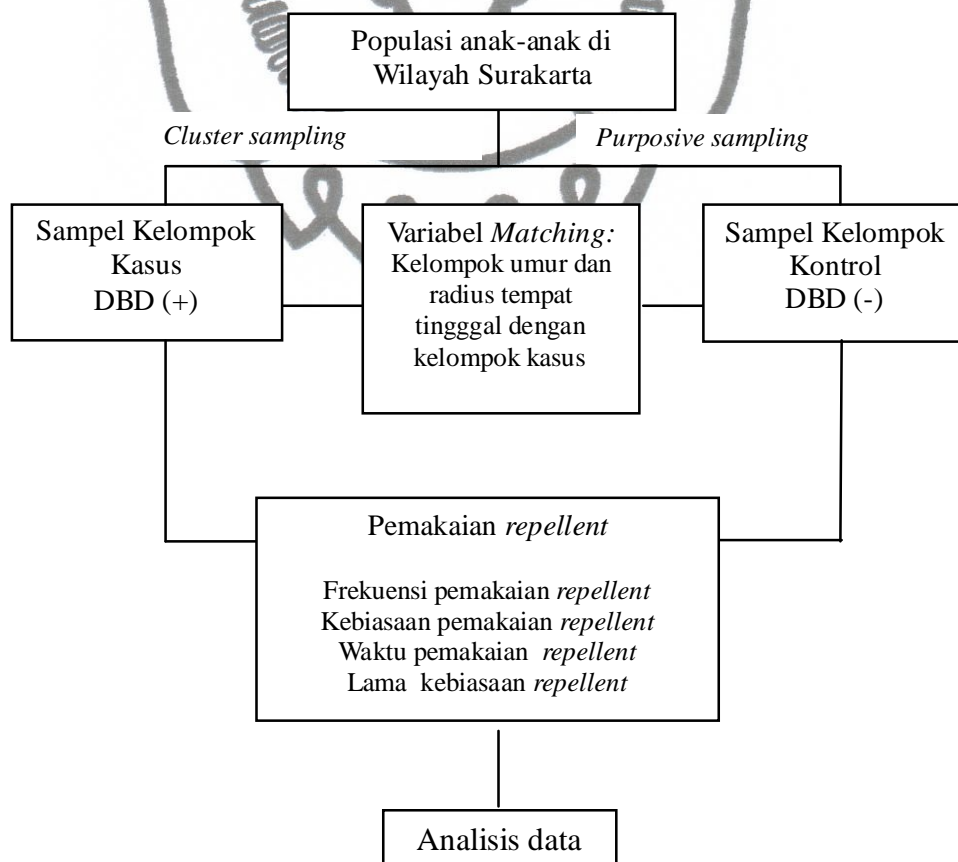 Populasi anak-anak di
Wilayah Surakarta
Cluster sampling
Purposive sampling
Sampel Kelompok
Kasus
DBD (+)
Variabel Matching:
Kelompok umur dan
radius tempat
tingggal dengan
kelompok kasus
Sampel Kelompok
Kontrol
DBD (-)
Pemakaian repellent
Frekuensi pemakaian repellent
Kebiasaan pemakaian repellent
Waktu pemakaian repellent
Lama kebiasaan repellent
Analisis data